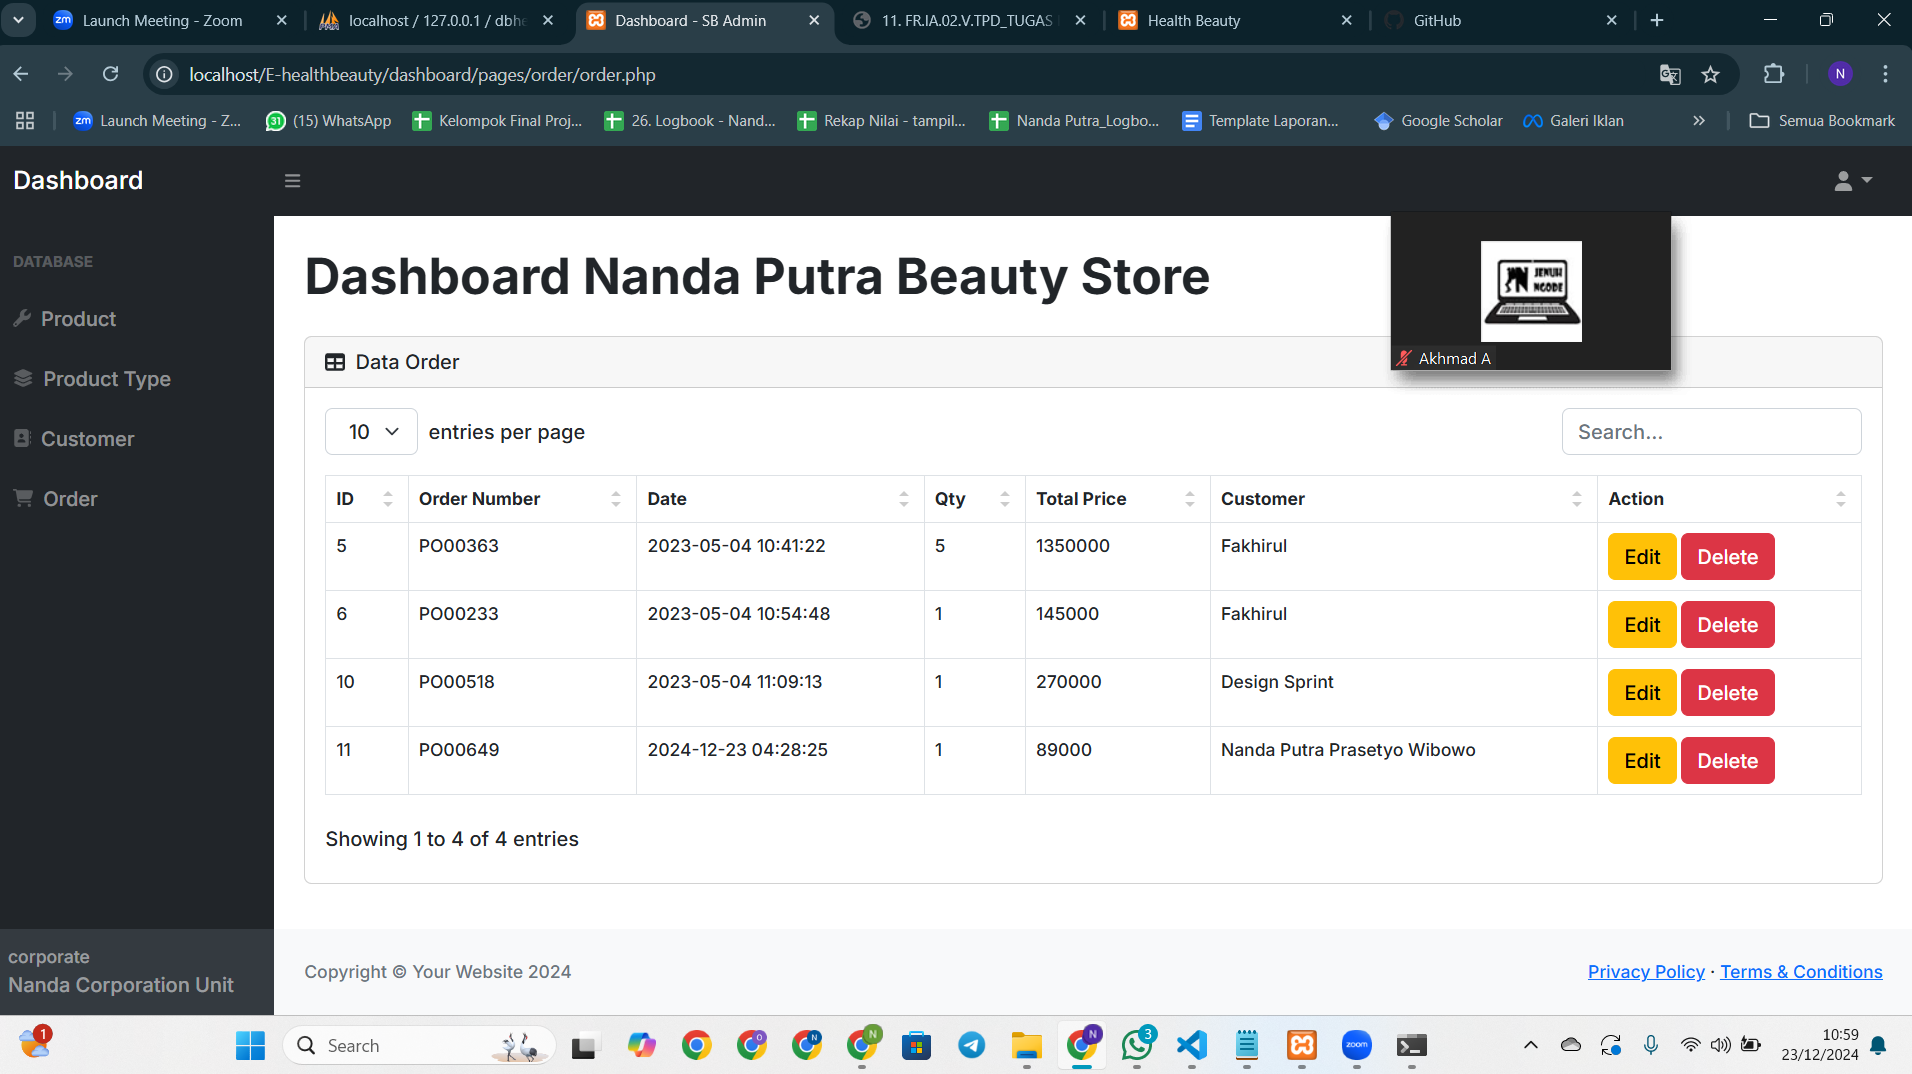 Launch Meeting - Zoom
localhost / 127.0.0.1 / dbhe
Dashboard - SB Admin
11. FR.IA.02.V.TPD_TUGAS
Health Beauty
GitHub
localhost/E-healthbeauty/dashboard/pages/order/order.php
N
zm Launch Meeting - Z...
31 (15) WhatsApp
Kelompok Final Proj...
26. Logbook - Nand...
Rekap Nilai - tampil...
Nanda Putra_Logbo...
Template Laporan...
Google Scholar
Galeri Iklan
Semua Bookmark
Dashboard
DATABASE
Product
Product Type
Customer
Order
corporate
Nanda Corporation Unit
Dashboard Nanda Putra Beauty Store
JENUH
NGODE
Akhmad A
Data Order
10 entries per page
Search...
ID Order Number Date Qty Total Price Customer Action
5 PO00363 2023-05-04 10:41:22 5 1350000 Fakhirul Edit Delete
6 PO00233 2023-05-04 10:54:48 1 145000 Fakhirul Edit Delete
10 PO00518 2023-05-04 11:09:13 1 270000 Design Sprint Edit Delete
11 PO00649 2024-12-23 04:28:25 1 89000 Nanda Putra Prasetyo Wibowo Edit Delete
Showing 1 to 4 of 4 entries
Copyright © Your Website 2024
Privacy Policy · Terms & Conditions
1
Search
O
N
N
N
3
zoom
10:59
23/12/2024